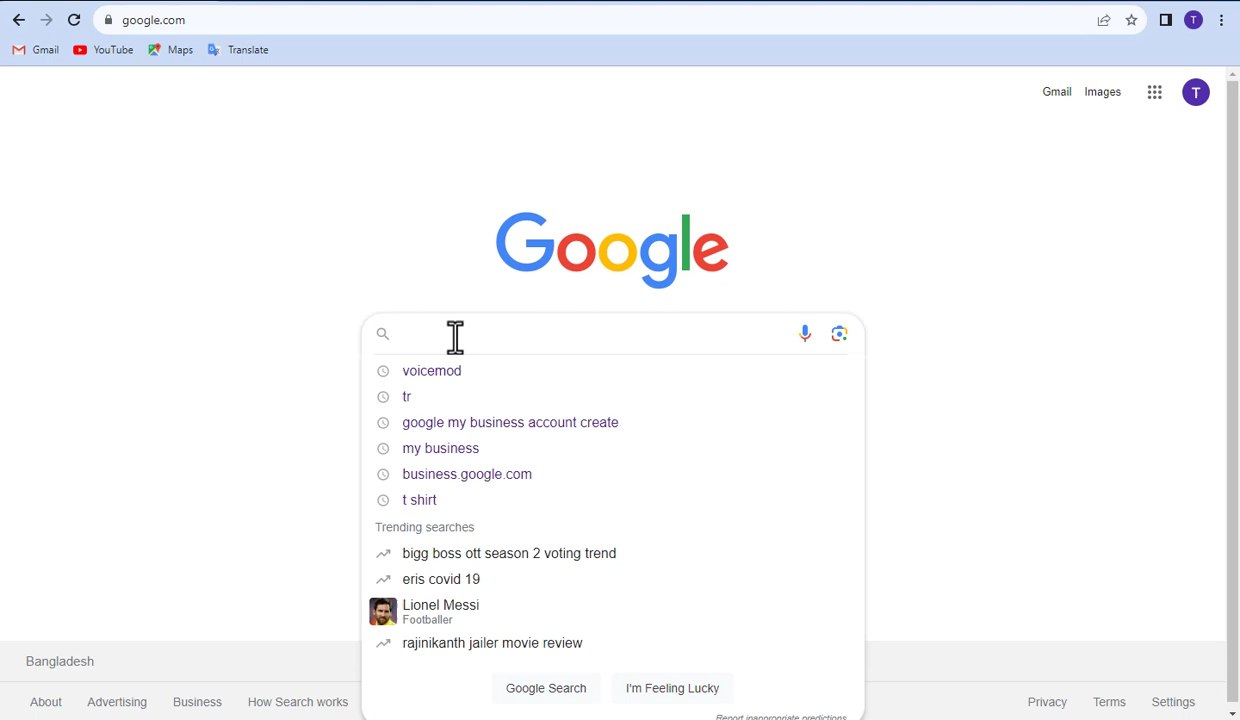 google.com
T
Gmail YouTube Maps Translate
Gmail Images T
Google
voicemod
tr
google my business account create
my business
business.google.com
t shirt
Trending searches
bigg boss ott season 2 voting trend
eris covid 19
Lionel Messi
Footballer
rajinikanth jailer movie review
Google Search I'm Feeling Lucky
Bangladesh
About Advertising Business How Search works Privacy Terms Settings
Report inappropriate predictions